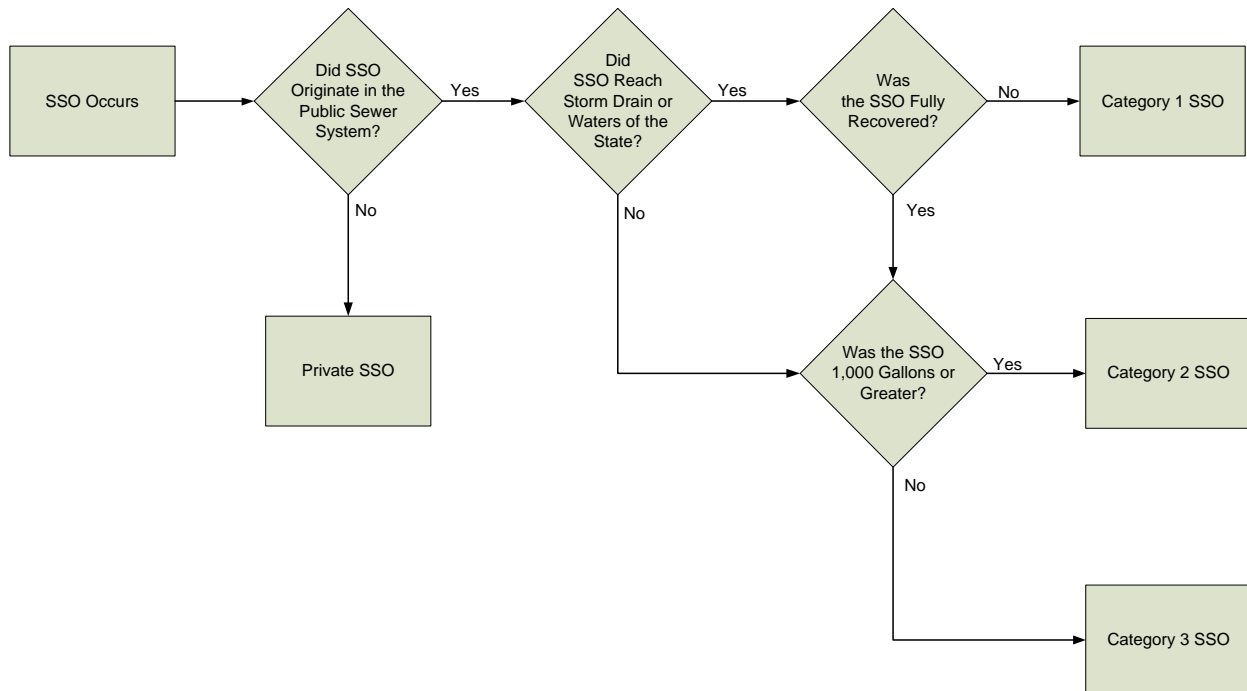 SSO Occurs
Did SSO
Originate in the
Public Sewer
System?
Yes
No
Private SSO
Did
SSO Reach
Storm Drain or
Waters of the
State?
Yes
No
Was
the SSO Fully
Recovered?
No
Yes
Category 1 SSO
Was the SSO
1,000 Gallons or
Greater?
Yes
No
Category 2 SSO
Category 3 SSO